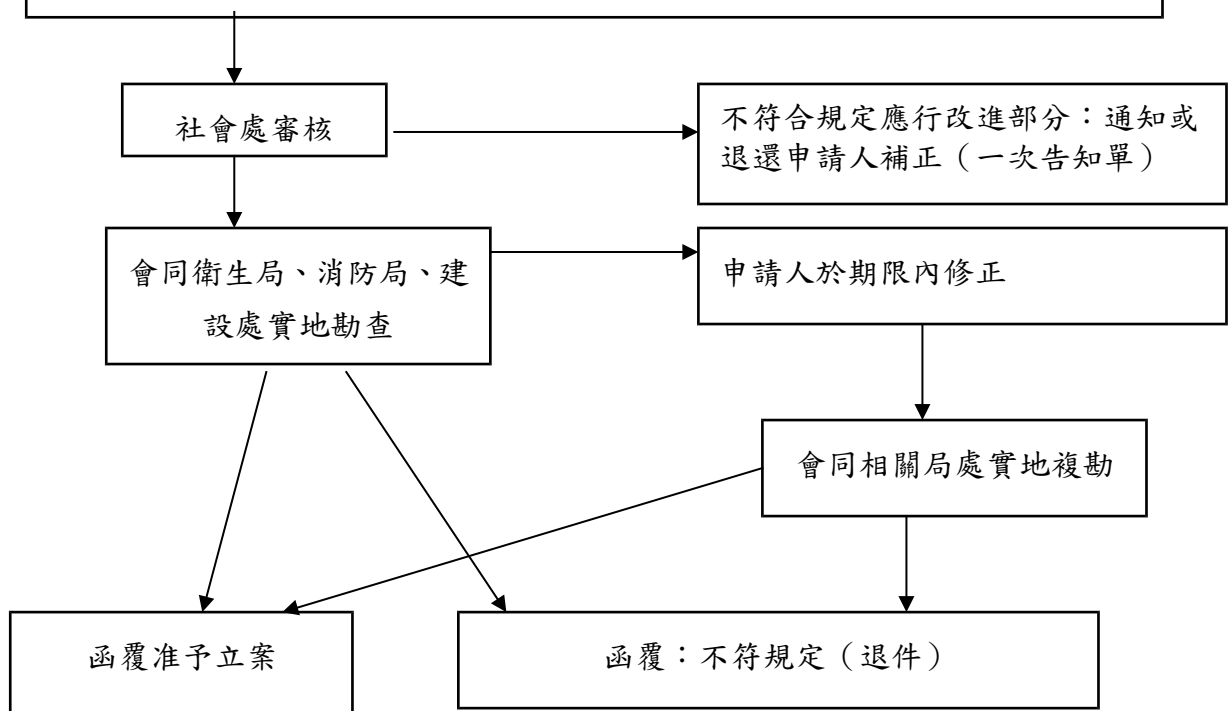 社會處審核
不符合規定應行改進部分：通知或
退還申請人補正（一次告知單）
會同衛生局、消防局、建
設處實地勘查
申請人於期限內修正
會同相關局處實地複勘
函覆准予立案
函覆：不符規定（退件）